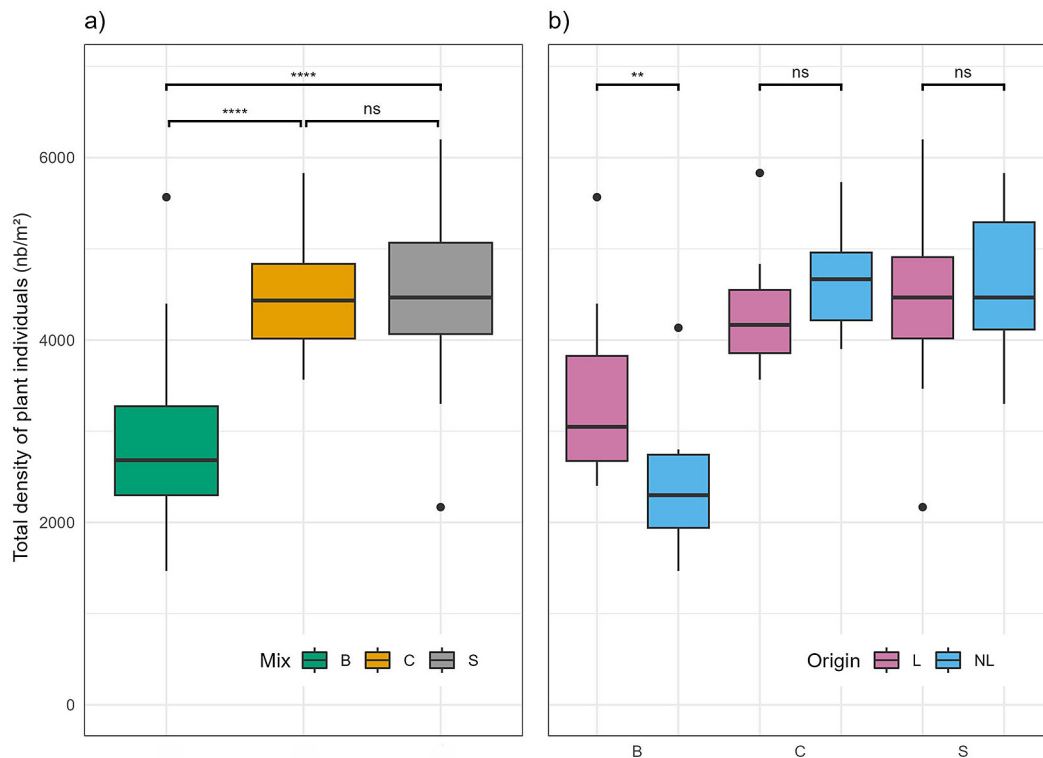 a)
b)
Total density of plant individuals (nb/m²)
6000
4000
2000
0
****
**** ns
Mix B C S
** ns ns
Origin L NL
B C S